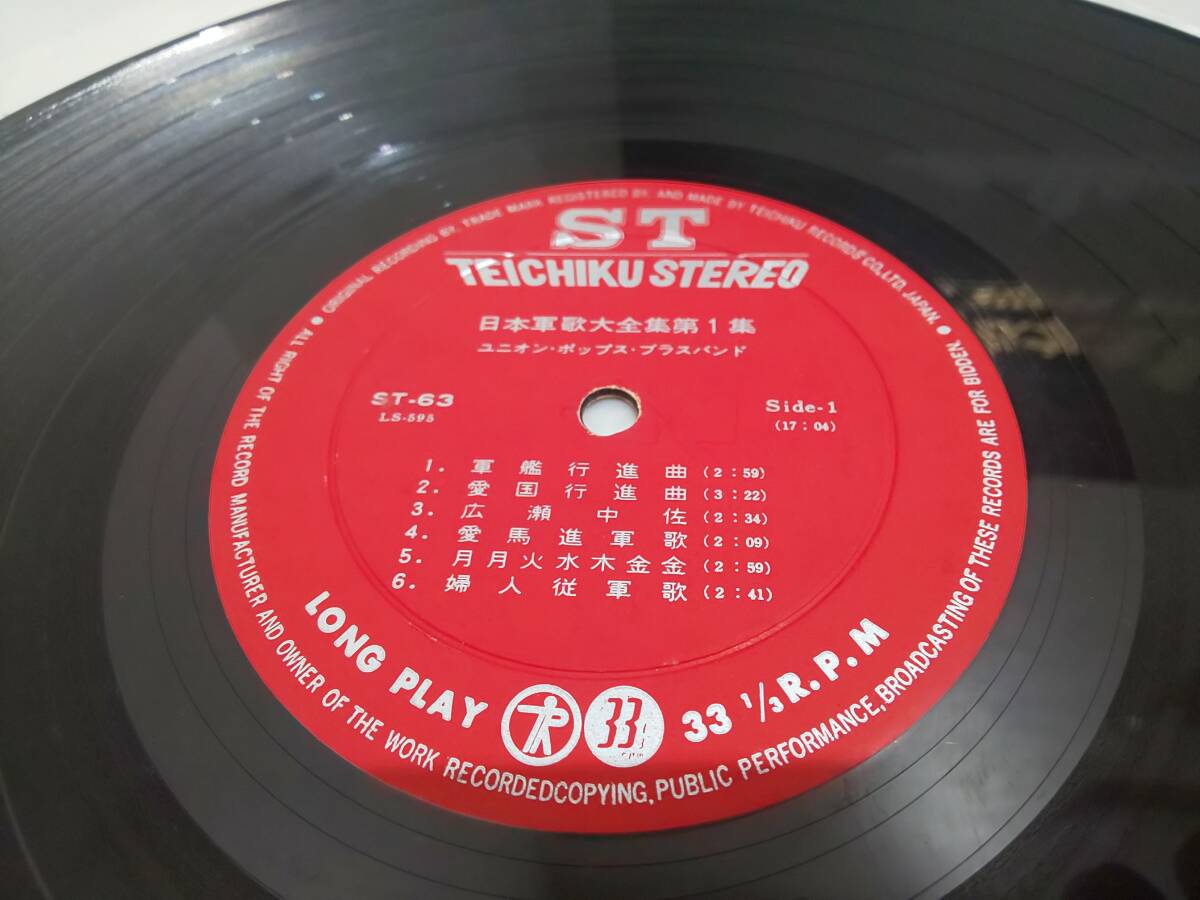 ● ORIGINAL RECORDING BY, TRADE MARK REGISTERED BY. AND MADE BY TEICHIKU RECORDS CO.,LTD. JAPAN. ●
ST
TEICHIKU STEREO
日本軍歌大全集第1集
ユニオン・ポップス・ブラスバンド
ST-63
LS-595
Side-1
(17:04)
1. 軍艦行進曲 (2:59)
2. 愛国行進曲 (3:22)
3. 広瀬中佐 (2:34)
4. 愛馬進軍歌 (2:09)
5. 月月火水木金金 (2:59)
6. 婦人従軍歌 (2:41)
LONG PLAY
33 1/3 R.P.M
ALL RIGHT OF THE RECORD MANUFACTURER AND OWNER OF THE WORK RECORDEDCOPYING, PUBLIC PERFORMANCE, BROADCASTING OF THESE RECORDS ARE FOR BIDDEN.